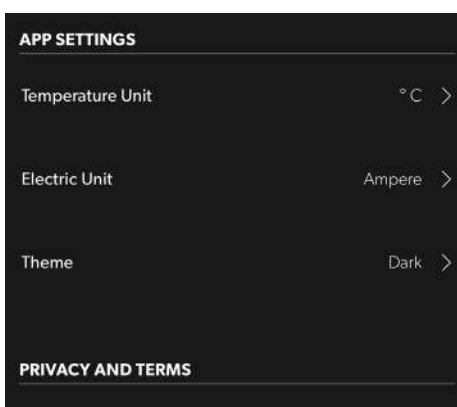 APP SETTINGS
Temperature Unit °C
Electric Unit Ampere
Theme Dark
PRIVACY AND TERMS